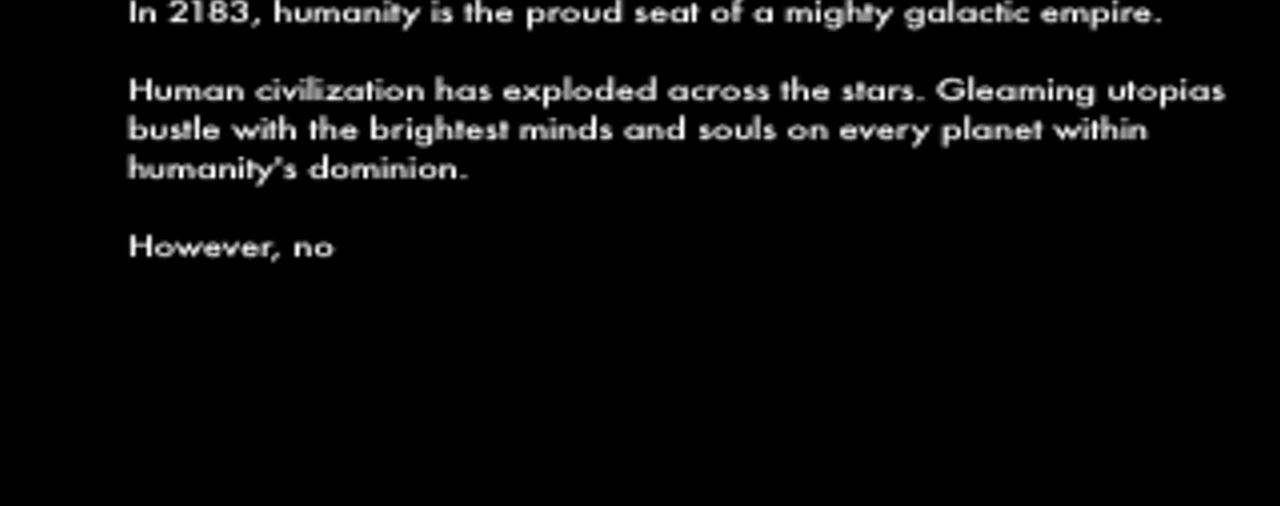 In 2183, humanity is the proud seat of a mighty galactic empire.
Human civilization has exploded across the stars. Gleaming utopias
bustle with the brightest minds and souls on every planet within
humanity's dominion.
However, no